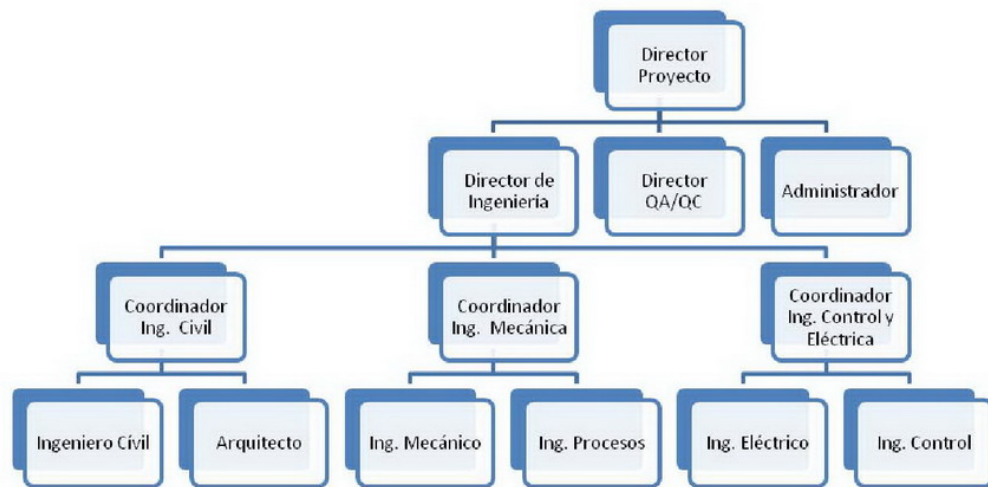 Director
Proyecto
Director de
Ingeniería
Director
QA/QC
Administrador
Coordinador
Ing. Civil
Coordinador
Ing. Mecánica
Coordinador
Ing. Control y
Eléctrica
Ingeniero Cívil
Arquitecto
Ing. Mecánico
Ing. Procesos
Ing. Eléctrico
Ing. Control